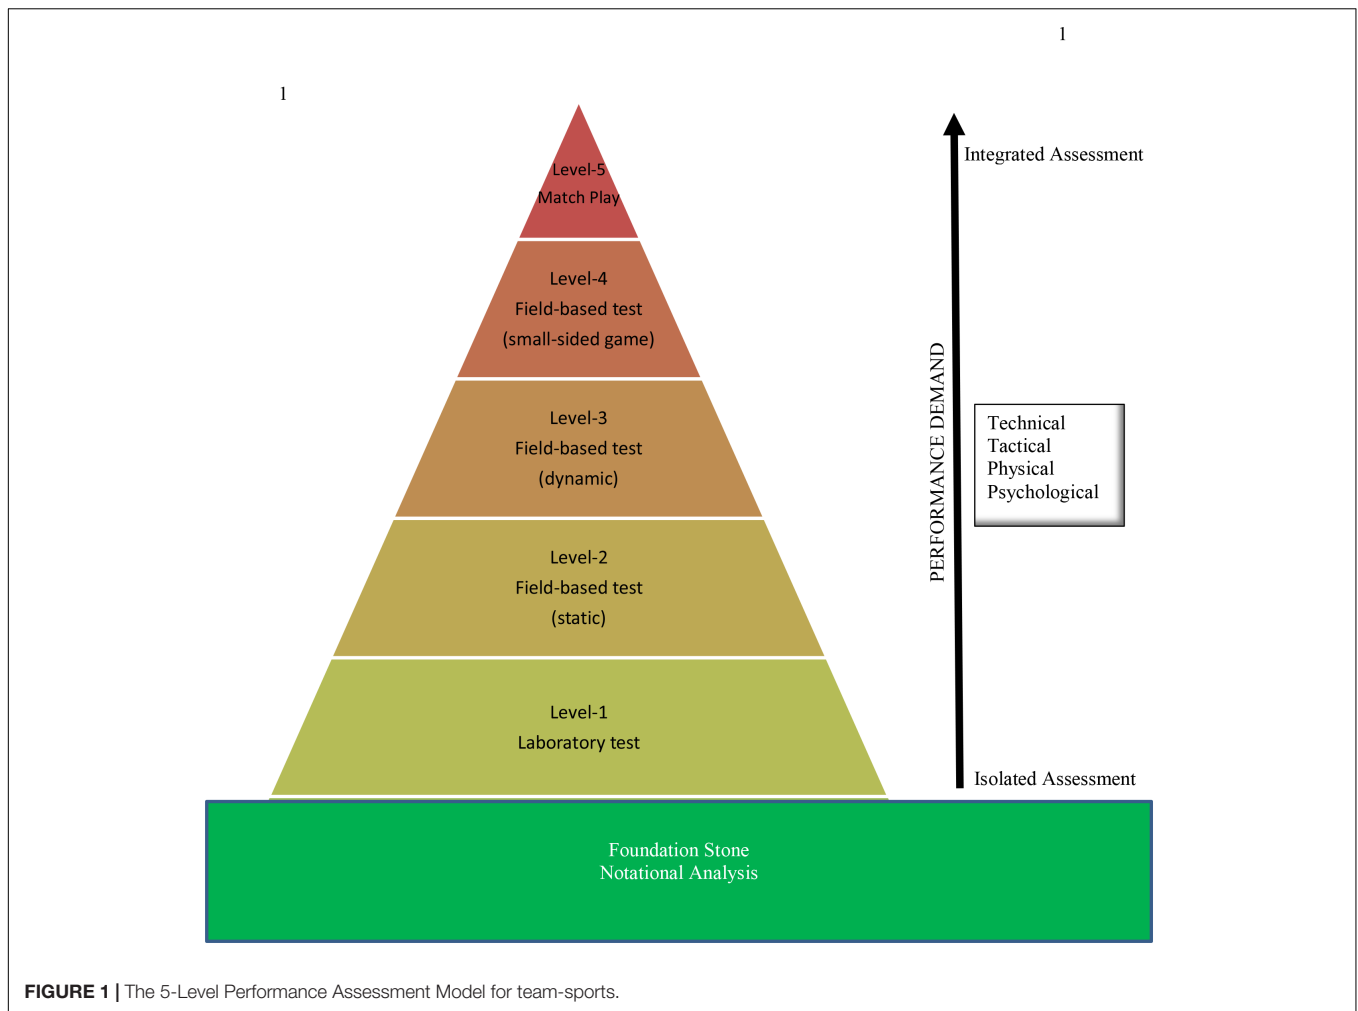 1
1
Level-5
Match Play
Level-4
Field-based test
(small-sided game)
Level-3
Field-based test
(dynamic)
Level-2
Field-based test
(static)
Level-1
Laboratory test
Integrated Assessment
PERFORMANCE DEMAND
Technical
Tactical
Physical
Psychological
Isolated Assessment
Foundation Stone
Notational Analysis
FIGURE 1 | The 5-Level Performance Assessment Model for team-sports.